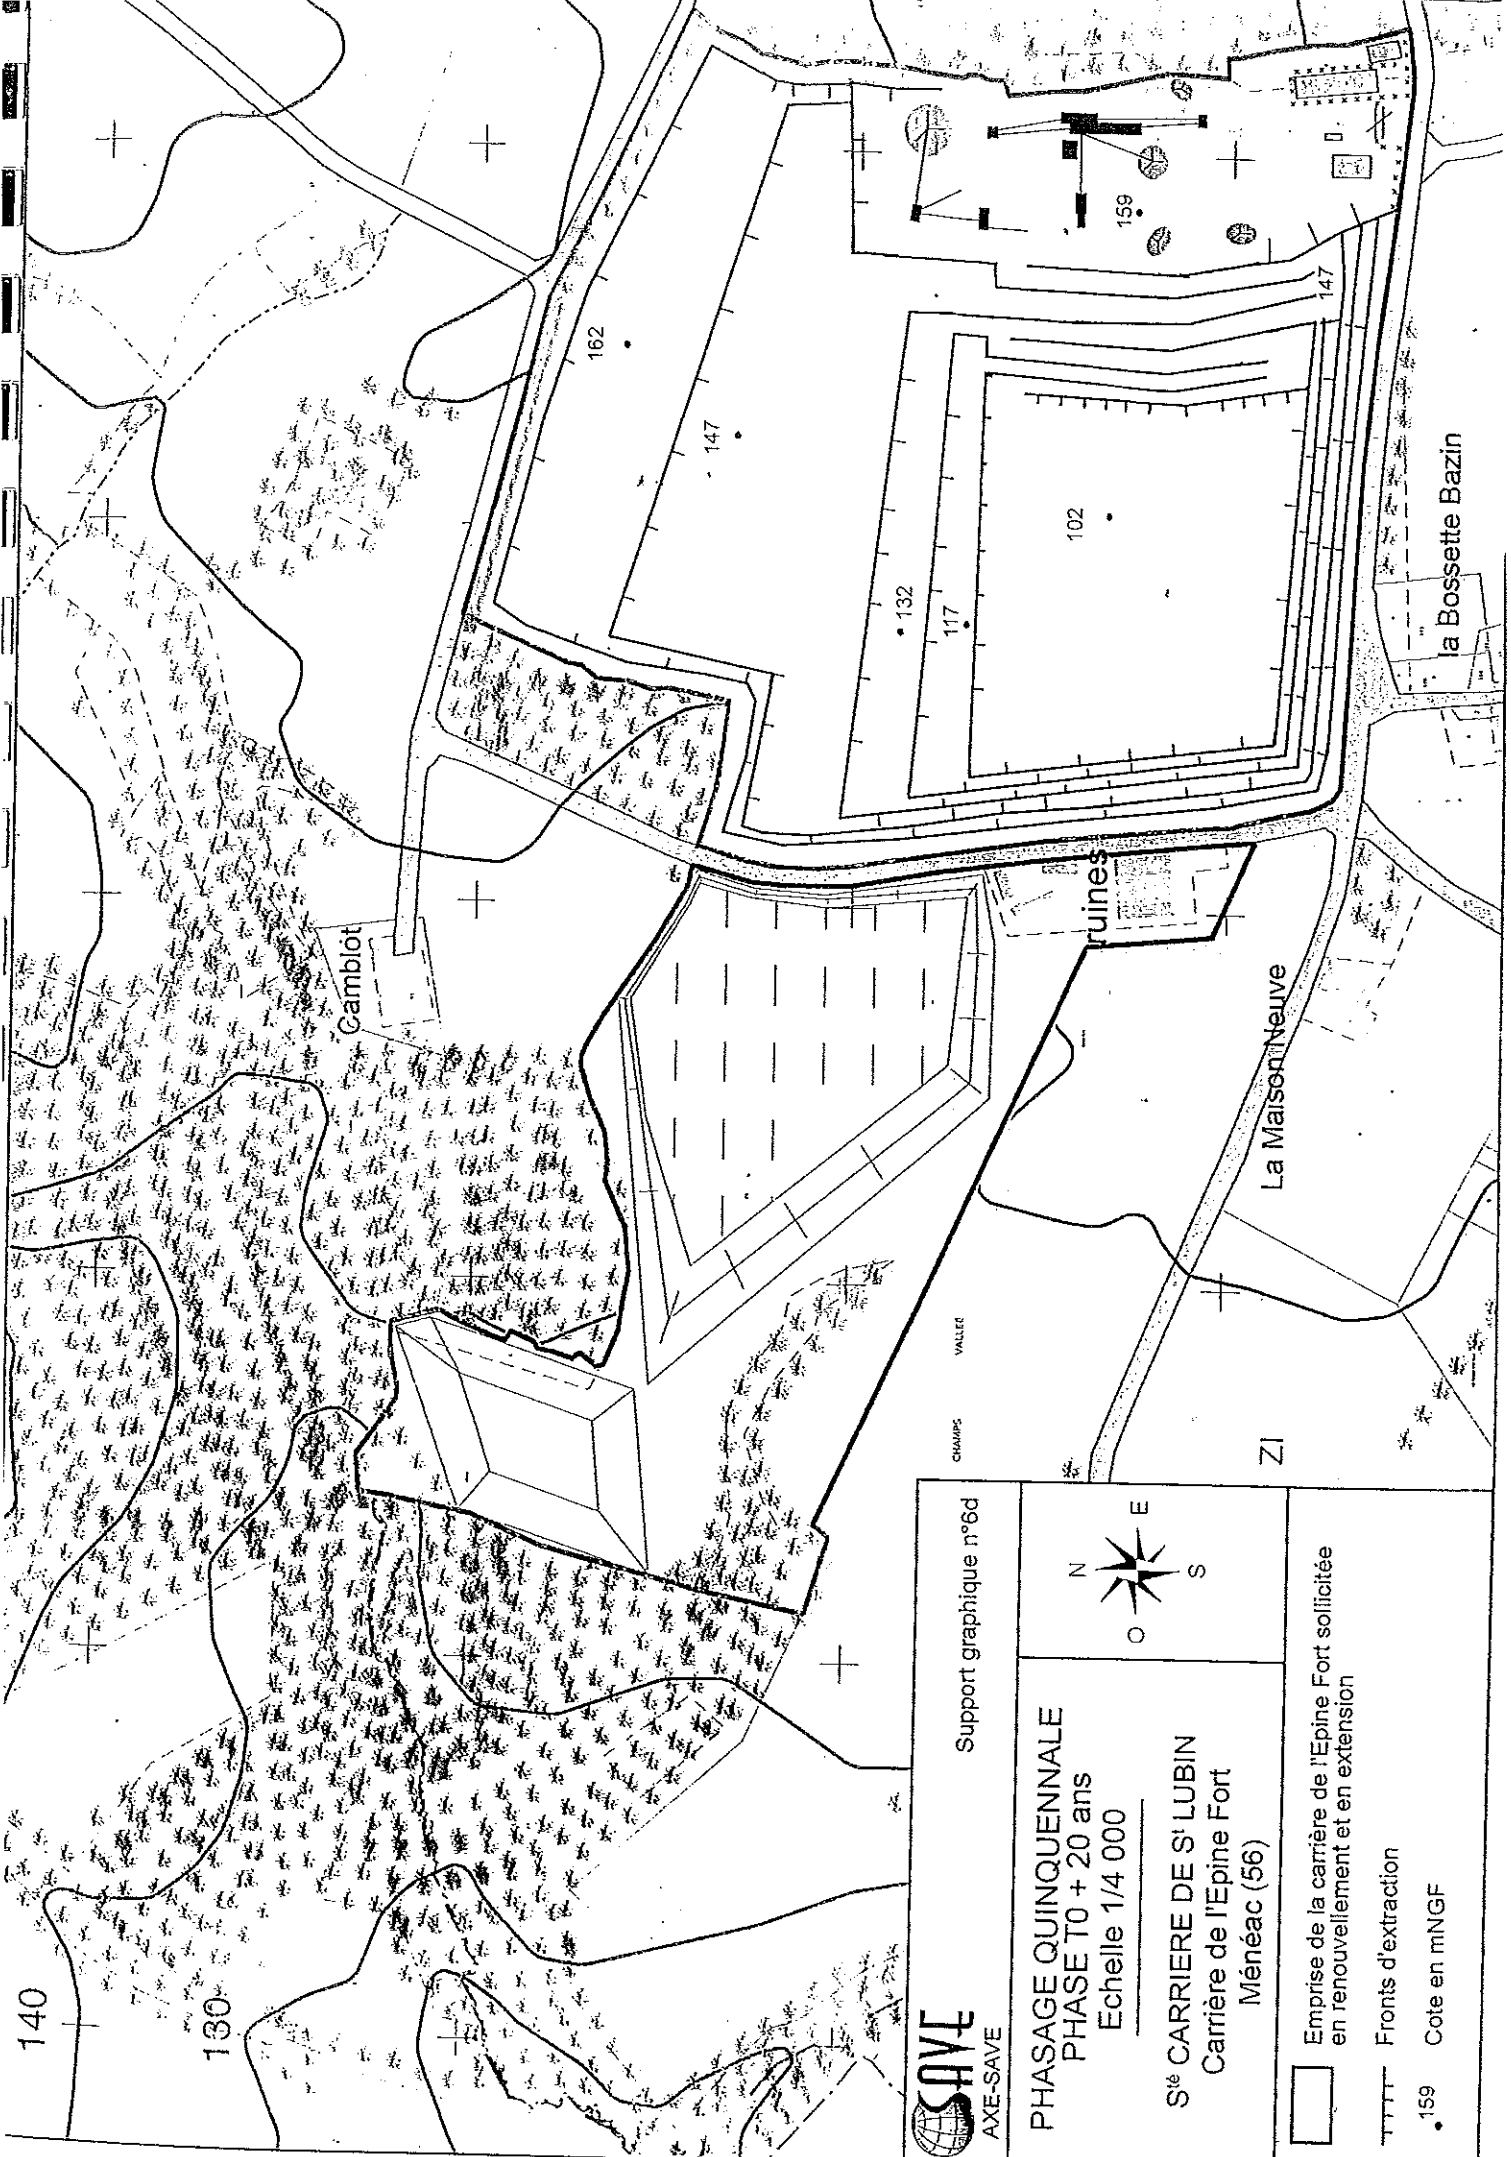 140
130
Camblot
162
147
132
117
102
159
147
ruines
la Bossette Bazin
La Maison Neuve
CHAMPS VALLEE
ZI
SAVE
AXE-SAVE
Support graphique n°6d
PHASAGE QUINQUENNALE
PHASE T0 + 20 ans
Echelle 1/4 000
N
O
E
S
Sté CARRIERE DE St LUBIN
Carrière de l'Epine Fort
Ménéac (56)
Emprise de la carrière de l'Epine Fort sollicitée
en renouvellement et en extension
Fronts d'extraction
159 Cote en mNGF